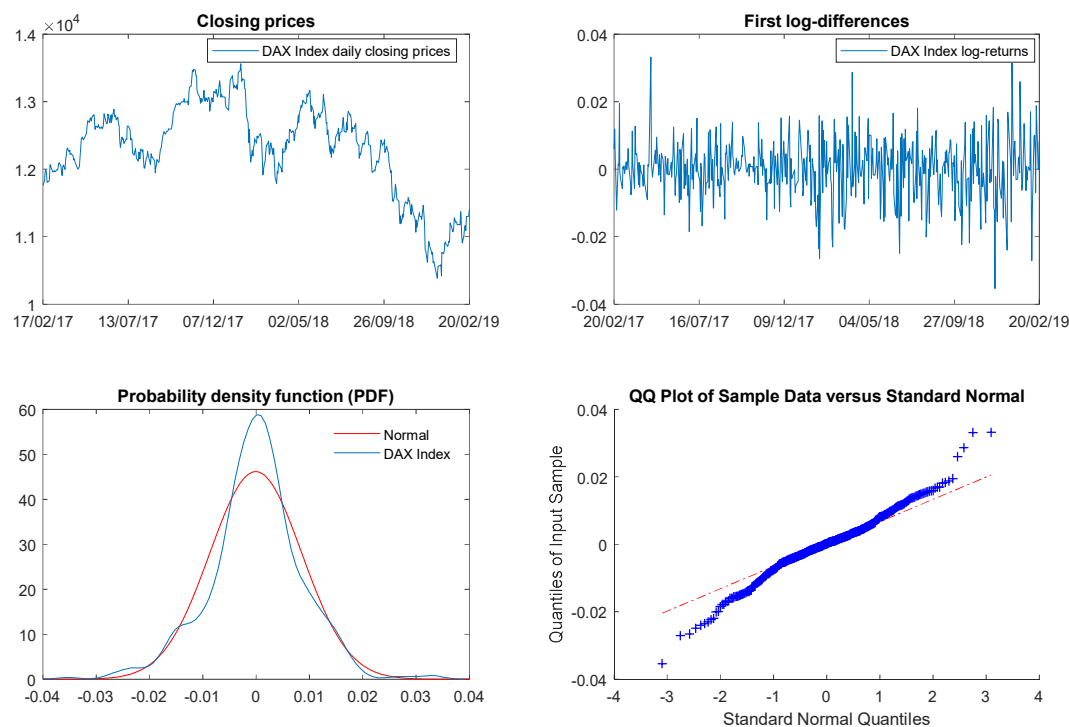 Closing prices
×10^4
DAX Index daily closing prices
1.4
1.3
1.2
1.1
1
17/02/17 13/07/17 07/12/17 02/05/18 26/09/18 20/02/19
First log-differences
DAX Index log-returns
0.04
0.02
0
-0.02
-0.04
20/02/17 16/07/17 09/12/17 04/05/18 27/09/18 20/02/19
Probability density function (PDF)
Normal
DAX Index
60
50
40
30
20
10
0
-0.04 -0.03 -0.02 -0.01 0 0.01 0.02 0.03 0.04
QQ Plot of Sample Data versus Standard Normal
Quantiles of Input Sample
0.04
0.02
0
-0.02
-0.04
-4 -3 -2 -1 0 1 2 3 4
Standard Normal Quantiles